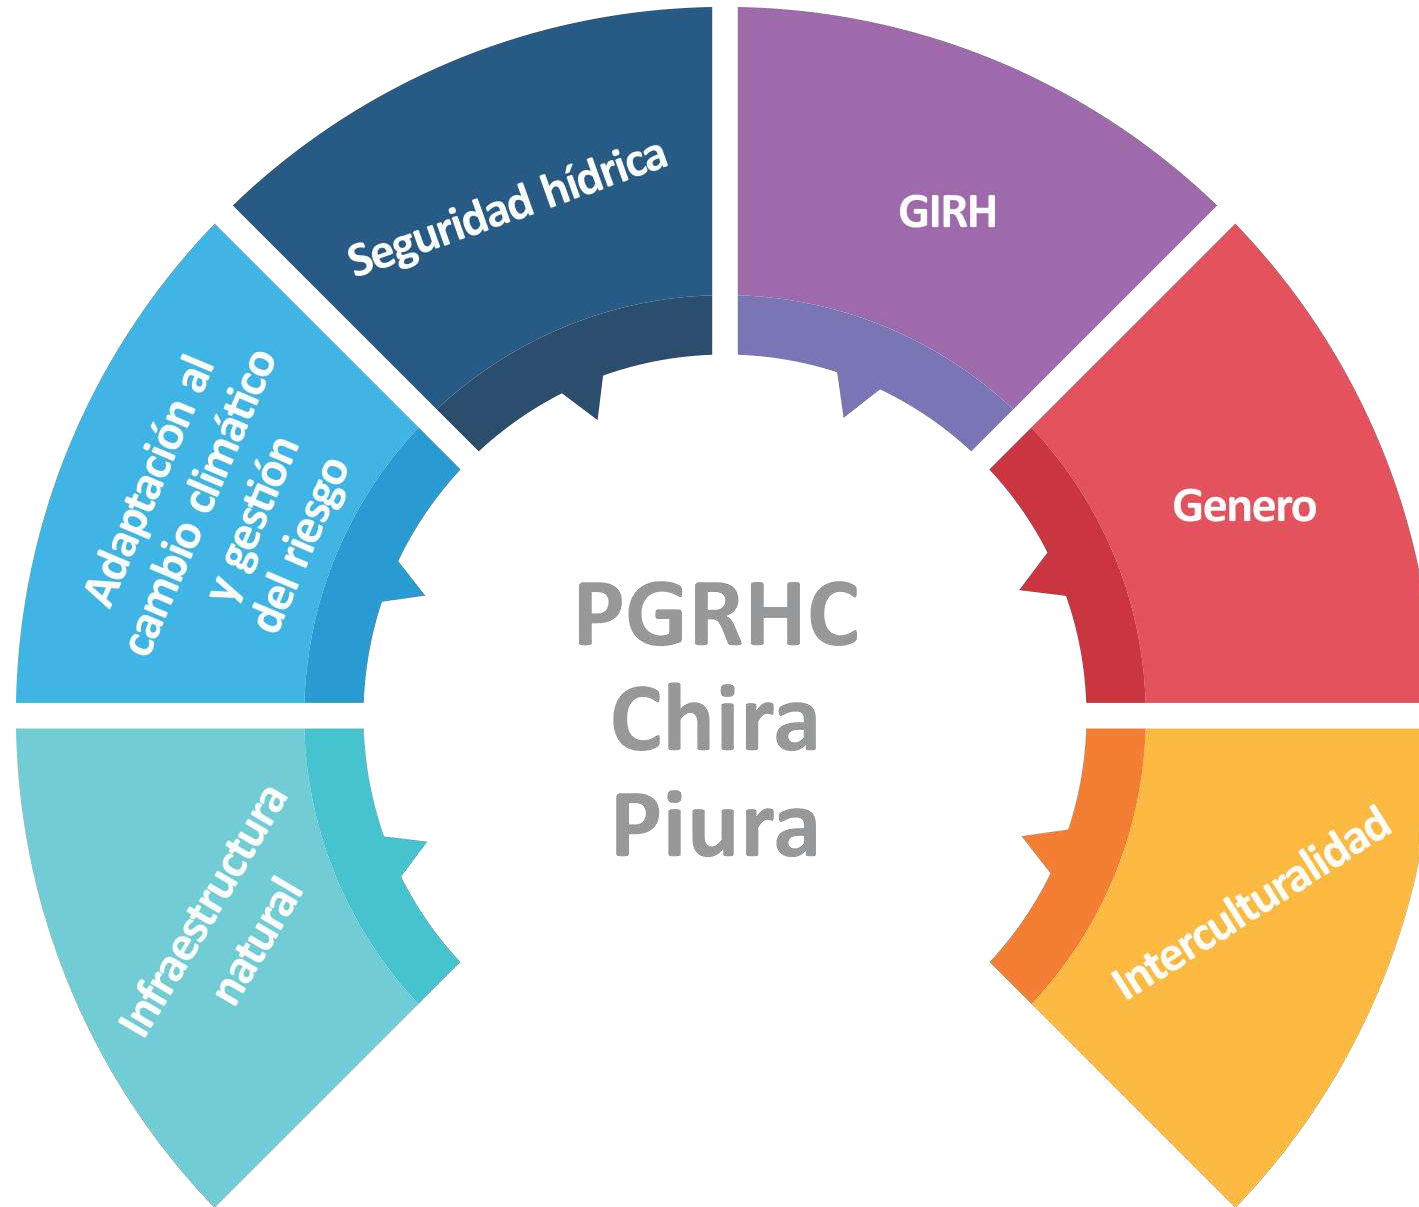 Seguridad hídrica
GIRH
Adaptación al
cambio climático
y gestión
del riesgo
Genero
PGRHC
Chira
Piura
Infraestructura
natural
Interculturalidad